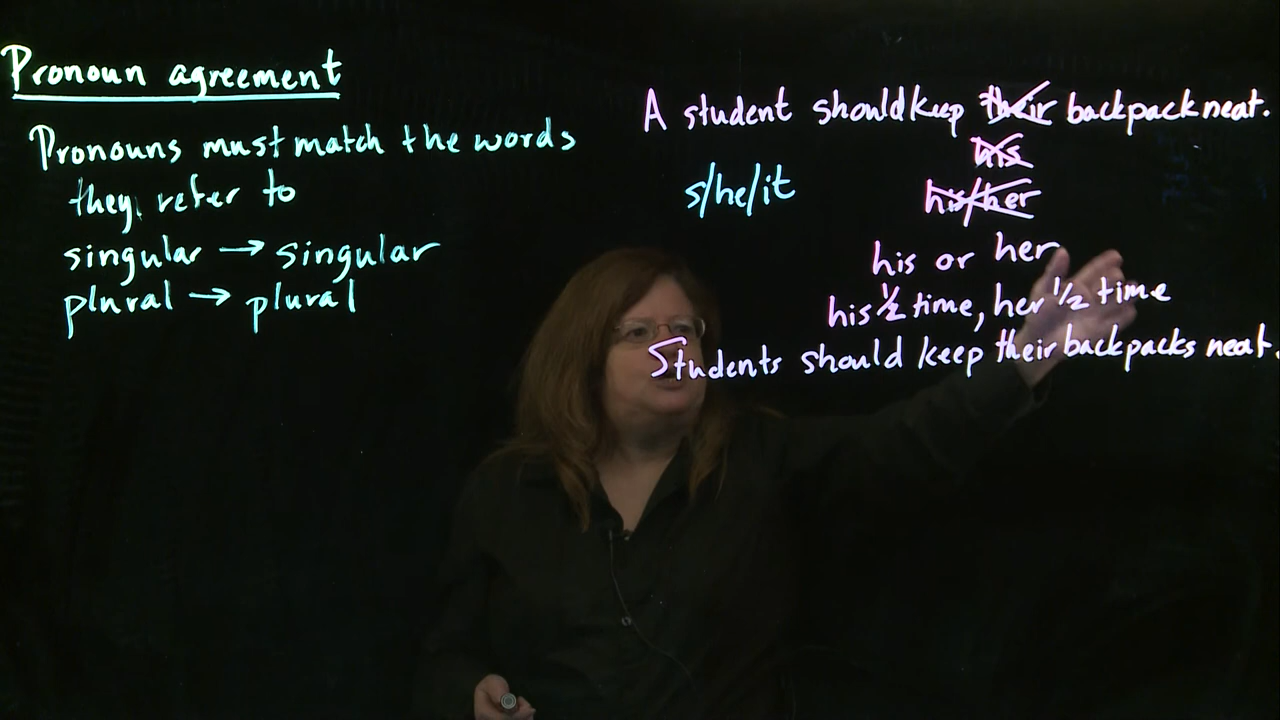 Pronoun agreement
Pronouns must match the words
they refer to
singular → singular
plural → plural
A student should keep their backpack neat.
his
s/he/it
his/her
his or her
his 1/2 time, her 1/2 time
Students should keep their backpacks neat.